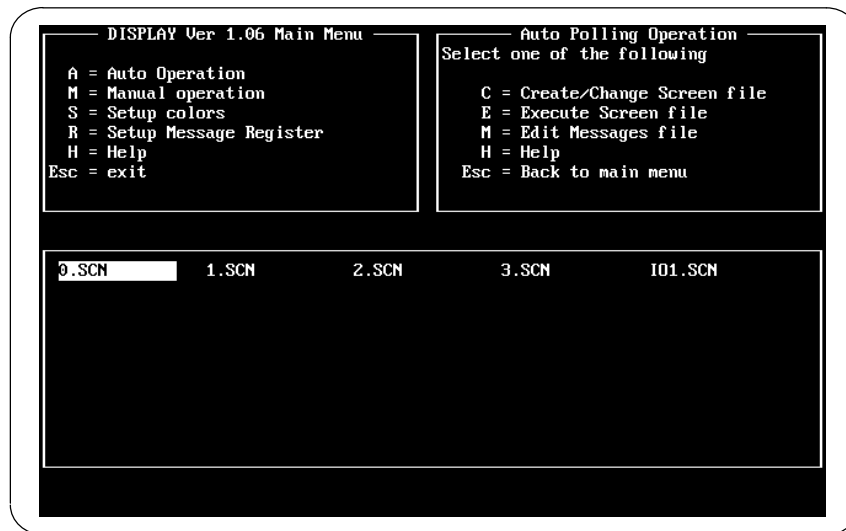 DISPLAY Ver 1.06 Main Menu
A = Auto Operation
M = Manual operation
S = Setup colors
R = Setup Message Register
H = Help
Esc = exit
Auto Polling Operation
Select one of the following
C = Create/Change Screen file
E = Execute Screen file
M = Edit Messages file
H = Help
Esc = Back to main menu
0.SCN 1.SCN 2.SCN 3.SCN IO1.SCN